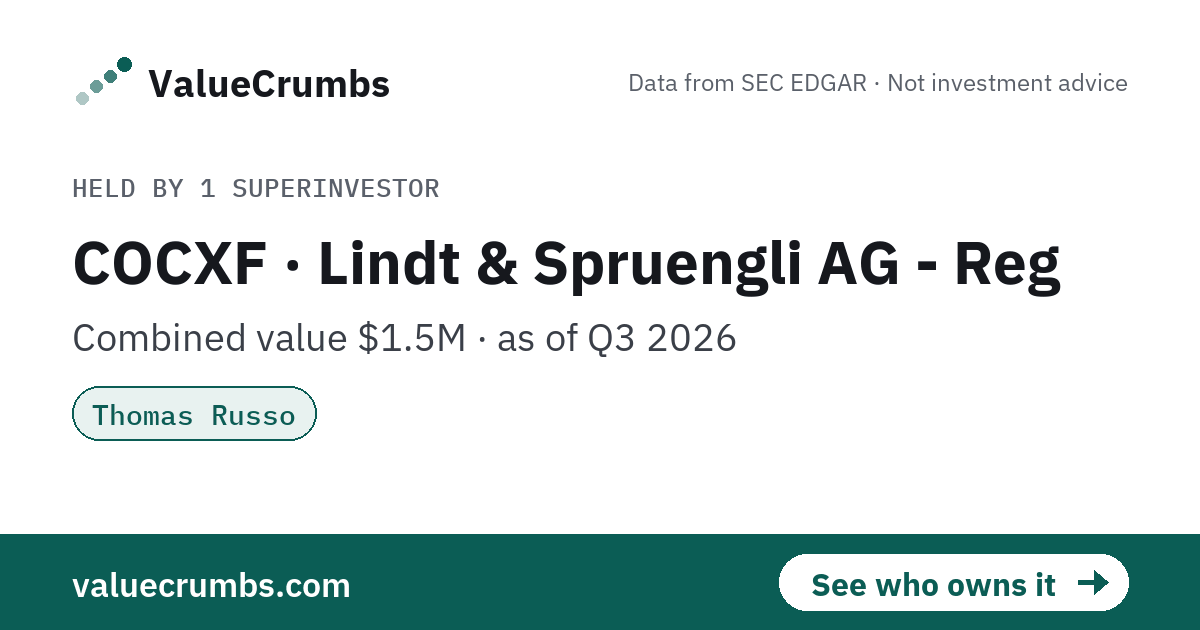 ValueCrumbs
Data from SEC EDGAR · Not investment advice
HELD BY 1 SUPERINVESTOR
COCXF · Lindt & Spruengli AG - Reg
Combined value $1.5M · as of Q3 2026
Thomas Russo
valuecrumbs.com
See who owns it →